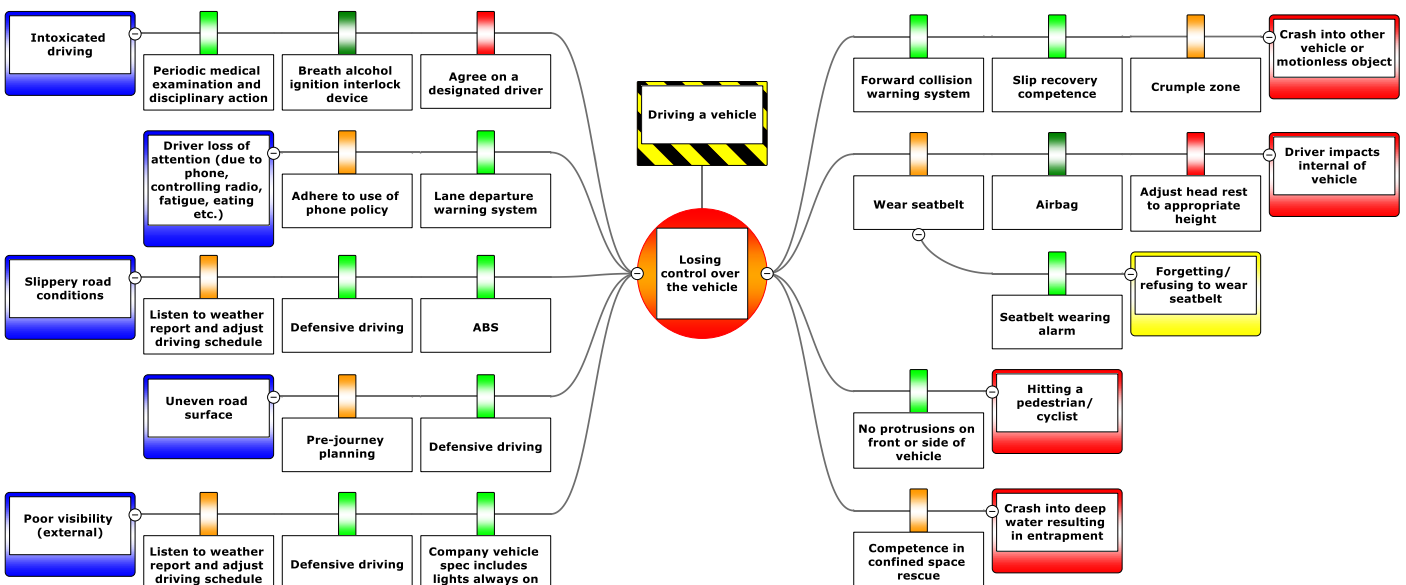 Intoxicated
driving
Periodic medical
examination and
disciplinary action
Breath alcohol
ignition interlock
device
Agree on a
designated driver
Driver loss of
attention (due to
phone,
controlling radio,
fatigue, eating
etc.)
Adhere to use of
phone policy
Lane departure
warning system
Slippery road
conditions
Listen to weather
report and adjust
driving schedule
Defensive driving
ABS
Uneven road
surface
Pre-journey
planning
Defensive driving
Poor visibility
(external)
Listen to weather
report and adjust
driving schedule
Defensive driving
Company vehicle
spec includes
lights always on
Driving a vehicle
Losing
control over
the vehicle
Forward collision
warning system
Slip recovery
competence
Crumple zone
Crash into other
vehicle or
motionless object
Wear seatbelt
Airbag
Adjust head rest
to appropriate
height
Driver impacts
internal of
vehicle
Seatbelt wearing
alarm
Forgetting/
refusing to wear
seatbelt
No protrusions on
front or side of
vehicle
Hitting a
pedestrian/
cyclist
Competence in
confined space
rescue
Crash into deep
water resulting
in entrapment